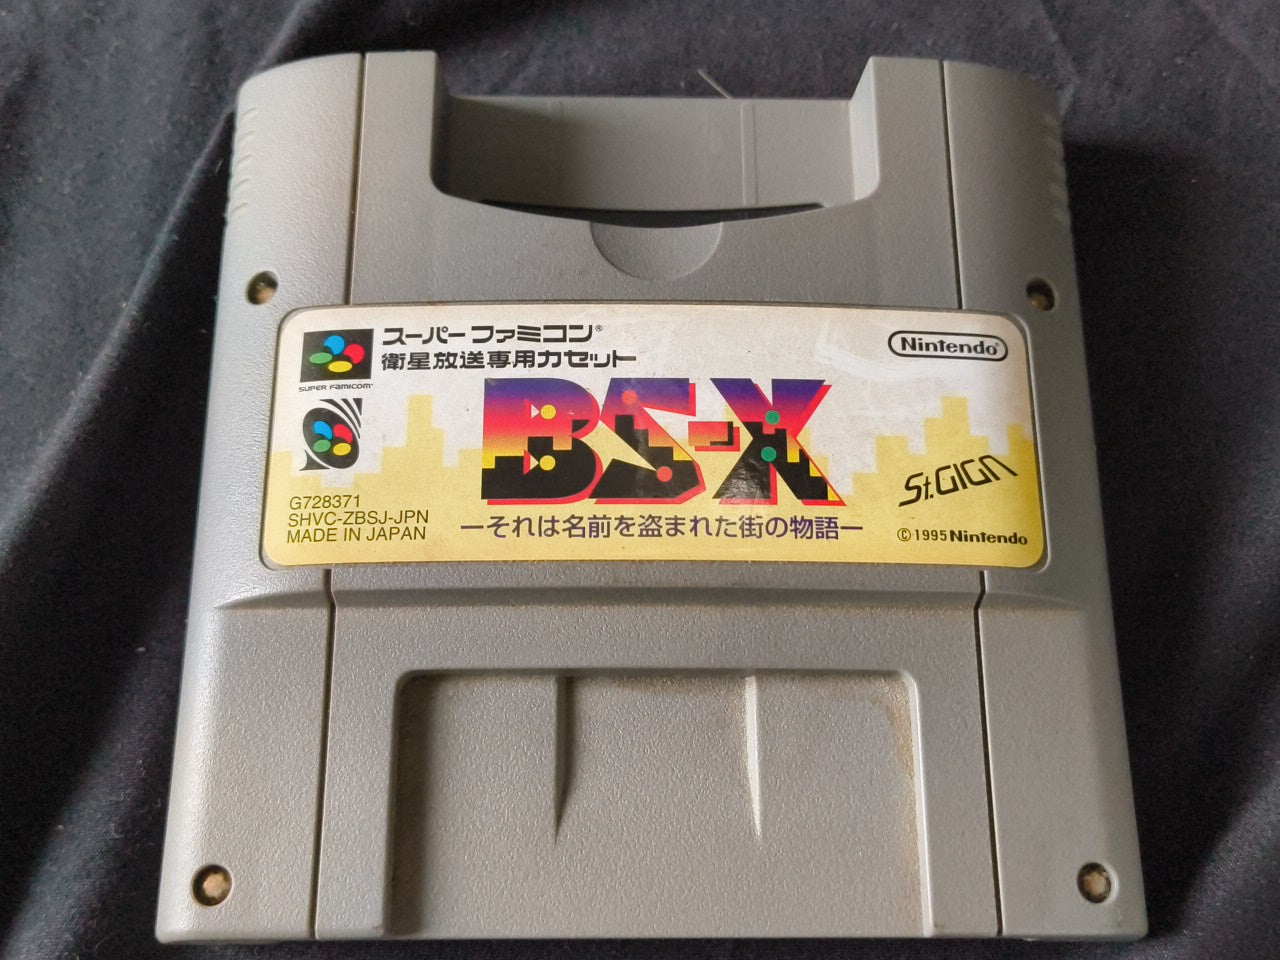 スーパーファミコン®
衛星放送専用カセット
SUPER FAMICOM™
Nintendo®
BS-X
St.GIGA
G728371
SHVC-ZBSJ-JPN
MADE IN JAPAN
ーそれは名前を盗まれた街の物語ー
©1995 Nintendo